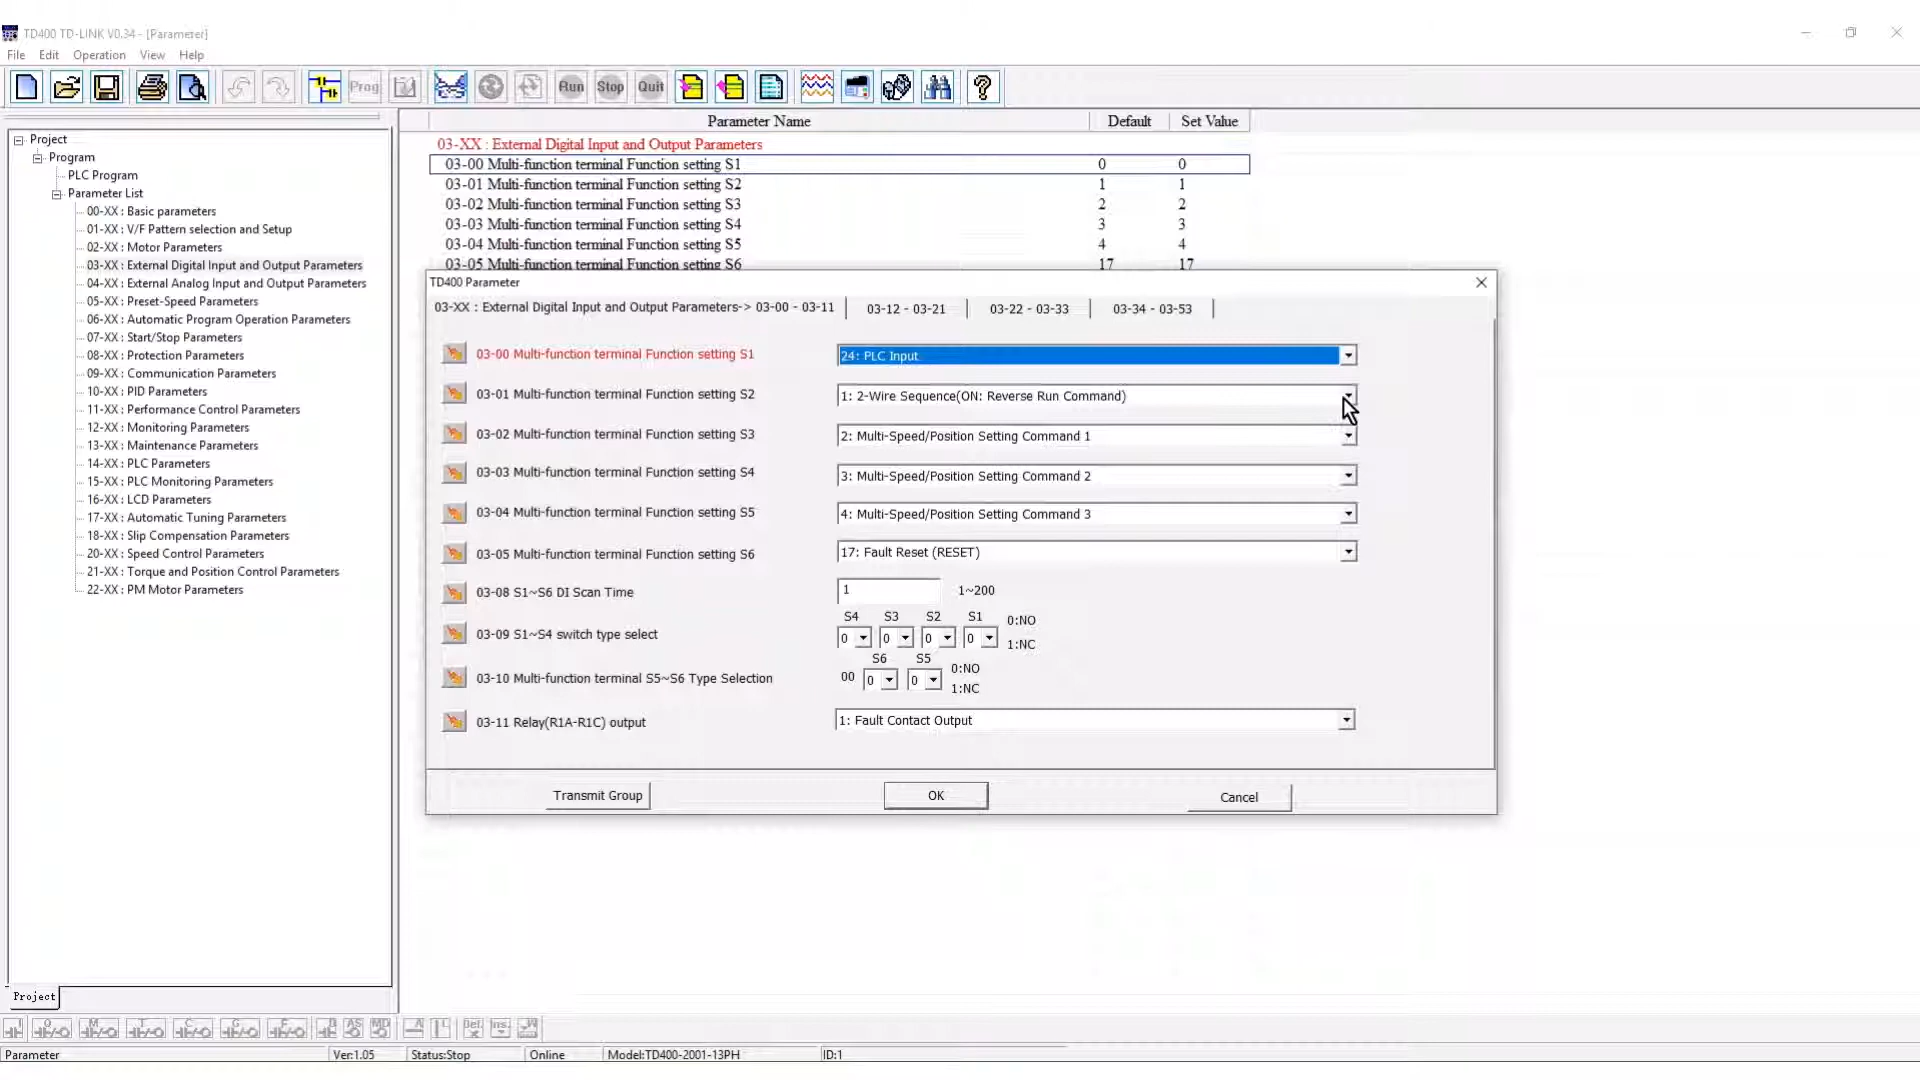 TD400 TD-LINK V0.34 - [Parameter]
File Edit Operation View Help
Prog Run Stop Quit
Parameter Name Default Set Value
Project
Program
PLC Program
Parameter List
00-XX : Basic parameters
01-XX : V/F Pattern selection and Setup
02-XX : Motor Parameters
03-XX : External Digital Input and Output Parameters
04-XX : External Analog Input and Output Parameters
05-XX : Preset-Speed Parameters
06-XX : Automatic Program Operation Parameters
07-XX : Start/Stop Parameters
08-XX : Protection Parameters
09-XX : Communication Parameters
10-XX : PID Parameters
11-XX : Performance Control Parameters
12-XX : Monitoring Parameters
13-XX : Maintenance Parameters
14-XX : PLC Parameters
15-XX : PLC Monitoring Parameters
16-XX : LCD Parameters
17-XX : Automatic Tuning Parameters
18-XX : Slip Compensation Parameters
20-XX : Speed Control Parameters
21-XX : Torque and Position Control Parameters
22-XX : PM Motor Parameters
Project
03-XX : External Digital Input and Output Parameters
03-00 Multi-function terminal Function setting S1 0 0
03-01 Multi-function terminal Function setting S2 1 1
03-02 Multi-function terminal Function setting S3 2 2
03-03 Multi-function terminal Function setting S4 3 3
03-04 Multi-function terminal Function setting S5 4 4
03-05 Multi-function terminal Function setting S6 17 17
TD400 Parameter
03-XX : External Digital Input and Output Parameters-> 03-00 - 03-11 03-12 - 03-21 03-22 - 03-33 03-34 - 03-53
03-00 Multi-function terminal Function setting S1 24: PLC Input
03-01 Multi-function terminal Function setting S2 1: 2-Wire Sequence(ON: Reverse Run Command)
03-02 Multi-function terminal Function setting S3 2: Multi-Speed/Position Setting Command 1
03-03 Multi-function terminal Function setting S4 3: Multi-Speed/Position Setting Command 2
03-04 Multi-function terminal Function setting S5 4: Multi-Speed/Position Setting Command 3
03-05 Multi-function terminal Function setting S6 17: Fault Reset (RESET)
03-08 S1~S6 DI Scan Time 1 1~200
S4 S3 S2 S1 0:NO
03-09 S1~S4 switch type select 0 0 0 0 1:NC
S6 S5 0:NO
03-10 Multi-function terminal S5~S6 Type Selection 00 0 0 1:NC
03-11 Relay(R1A-R1C) output 1: Fault Contact Output
Transmit Group OK Cancel
Parameter Ver:1.05 Status:Stop Online Model:TD400-2001-13PH ID:1